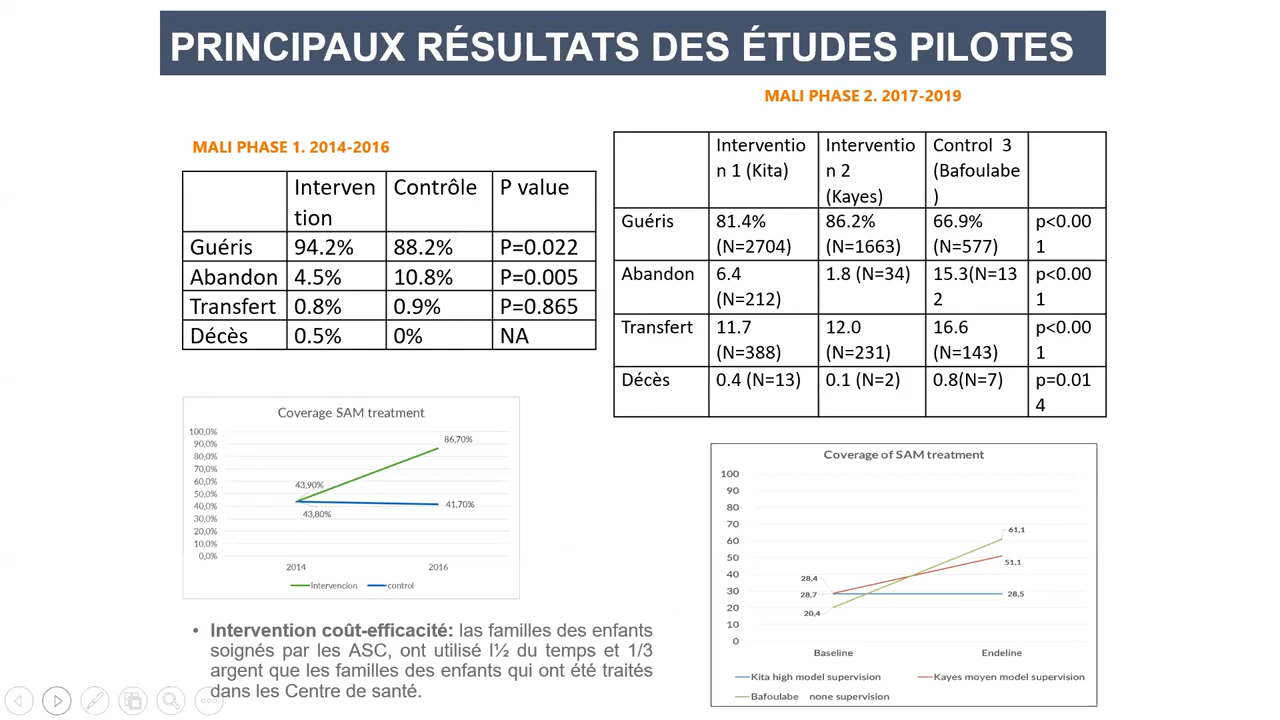 PRINCIPAUX RÉSULTATS DES ÉTUDES PILOTES
MALI PHASE 1. 2014-2016
Interven
tion
Contrôle
P value
Guéris 94.2% 88.2% P=0.022
Abandon 4.5% 10.8% P=0.005
Transfert 0.8% 0.9% P=0.865
Décès 0.5% 0% NA
MALI PHASE 2. 2017-2019
Interventio
n 1 (Kita)
Interventio
n 2
(Kayes)
Control 3
(Bafoulabe
)
Guéris
81.4%
(N=2704)
86.2%
(N=1663)
66.9%
(N=577)
p<0.00
1
Abandon
6.4
(N=212)
1.8 (N=34)
15.3(N=13
2
p<0.00
1
Transfert
11.7
(N=388)
12.0
(N=231)
16.6
(N=143)
p<0.00
1
Décès
0.4 (N=13)
0.1 (N=2)
0.8(N=7)
p=0.01
4
Coverage SAM treatment
100,0%
90,0%
80,0%
70,0%
60,0%
50,0%
40,0%
30,0%
20,0%
10,0%
0,0%
86,70%
43,90%
43,80%
41,70%
2014 2016
Intervencion control
Coverage of SAM treatment
100
90
80
70
60
50
40
30
20
10
0
61,1
51,1
28,4
28,7
28,5
20,4
Baseline Endeline
Kita high model supervision Kayes moyen model supervision
Bafoulabe none supervision
• Intervention coût-efficacité: las familles des enfants
soignés par les ASC, ont utilisé l½ du temps et 1/3
argent que les familles des enfants qui ont été traités
dans les Centre de santé.